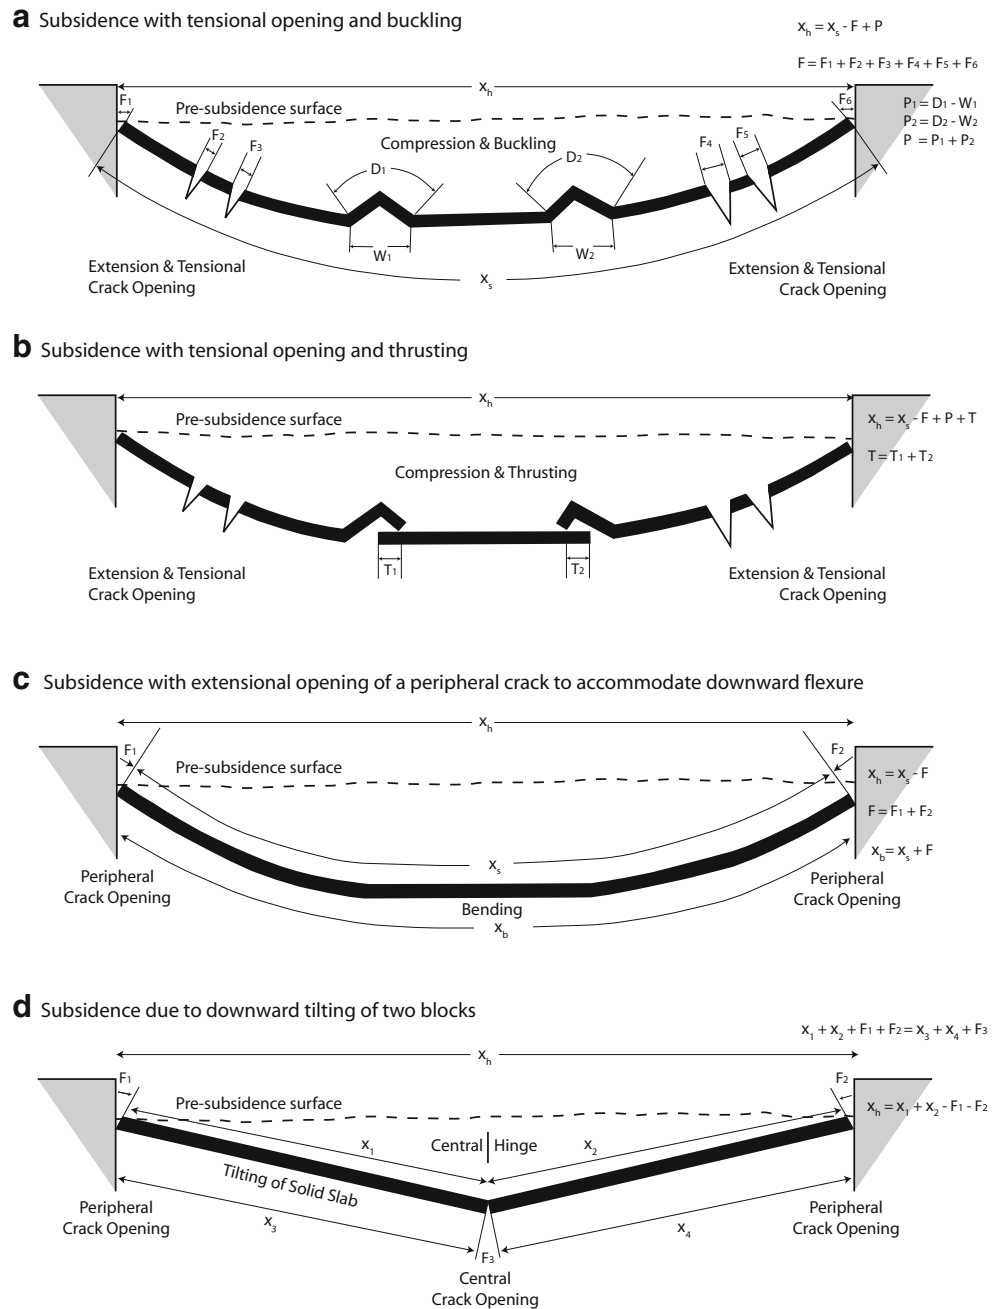 a Subsidence with tensional opening and buckling
xh = xs - F + P
F = F1 + F2 + F3 + F4 + F5 + F6
xh
F1
Pre-subsidence surface
F6
P1 = D1 - W1
P2 = D2 - W2
P = P1 + P2
F2
F3
Compression & Buckling
F4
F5
D1
D2
W1
W2
Extension & Tensional
Crack Opening
xs
Extension & Tensional
Crack Opening
b Subsidence with tensional opening and thrusting
xh
Pre-subsidence surface
xh = xs - F + P + T
T = T1 + T2
Compression & Thrusting
T1
T2
Extension & Tensional
Crack Opening
Extension & Tensional
Crack Opening
c Subsidence with extensional opening of a peripheral crack to accommodate downward flexure
xh
F1
F2
Pre-subsidence surface
xh = xs - F
F = F1 + F2
xb = xs + F
xs
Peripheral
Crack Opening
Bending
xb
Peripheral
Crack Opening
d Subsidence due to downward tilting of two blocks
x1 + x2 + F1 + F2 = x3 + x4 + F3
xh
F1
F2
Pre-subsidence surface
xh = x1 + x2 - F1 - F2
x1
Central Hinge
x2
Tilting of Solid Slab
Peripheral
Crack Opening
x3
x4
Peripheral
Crack Opening
F3
Central
Crack Opening